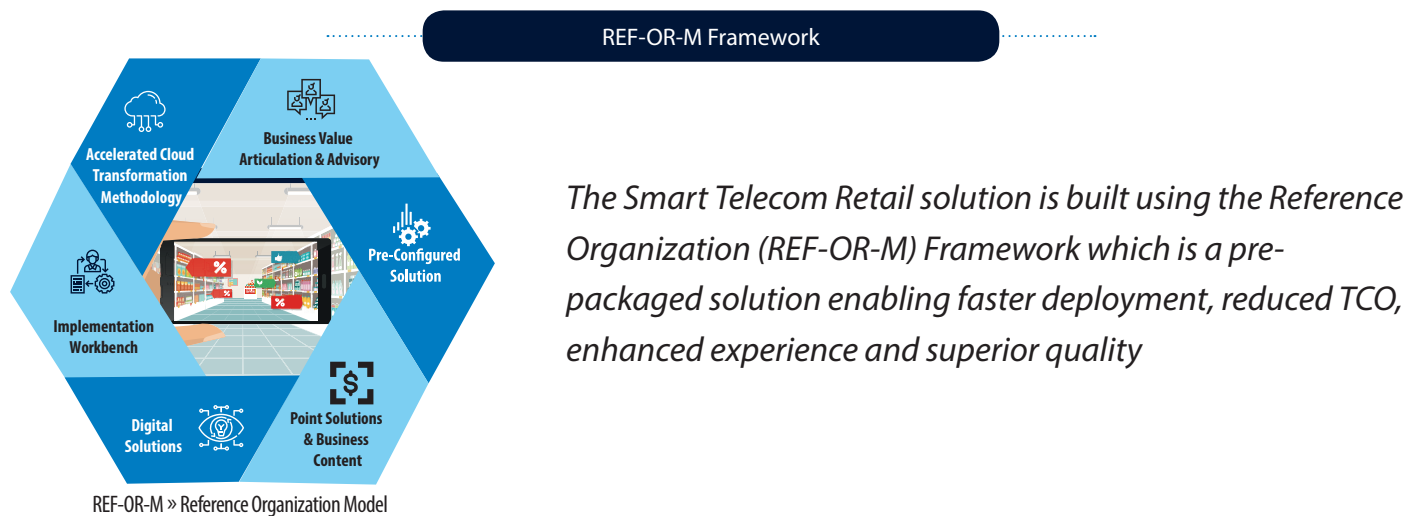 REF-OR-M Framework
Accelerated Cloud
Transformation
Methodology
Business Value
Articulation & Advisory
Pre-Configured
Solution
Implementation
Workbench
Digital
Solutions
Point Solutions
& Business
Content
%
%
REF-OR-M » Reference Organization Model
The Smart Telecom Retail solution is built using the Reference
Organization (REF-OR-M) Framework which is a pre-
packaged solution enabling faster deployment, reduced TCO,
enhanced experience and superior quality